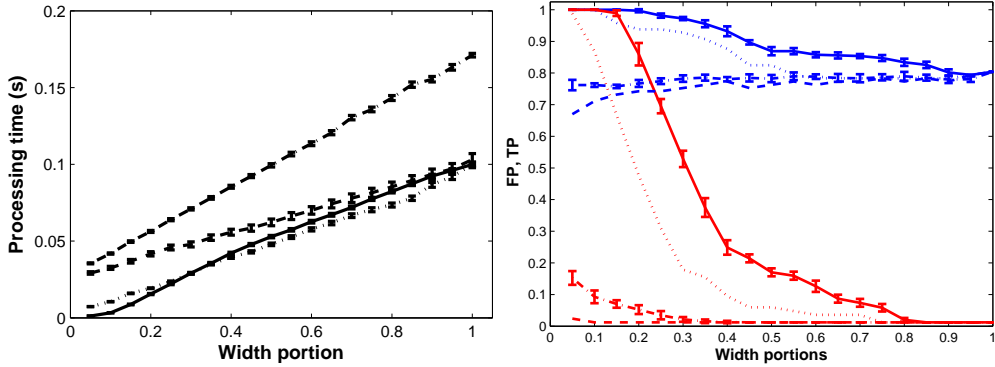 0.2
0.15
0.1
0.05
0
Processing time (s)
0 0.2 0.4 0.6 0.8 1
Width portion
1
0.9
0.8
0.7
0.6
0.5
0.4
0.3
0.2
0.1
0
FP, TP
0 0.1 0.2 0.3 0.4 0.5 0.6 0.7 0.8 0.9 1
Width portions